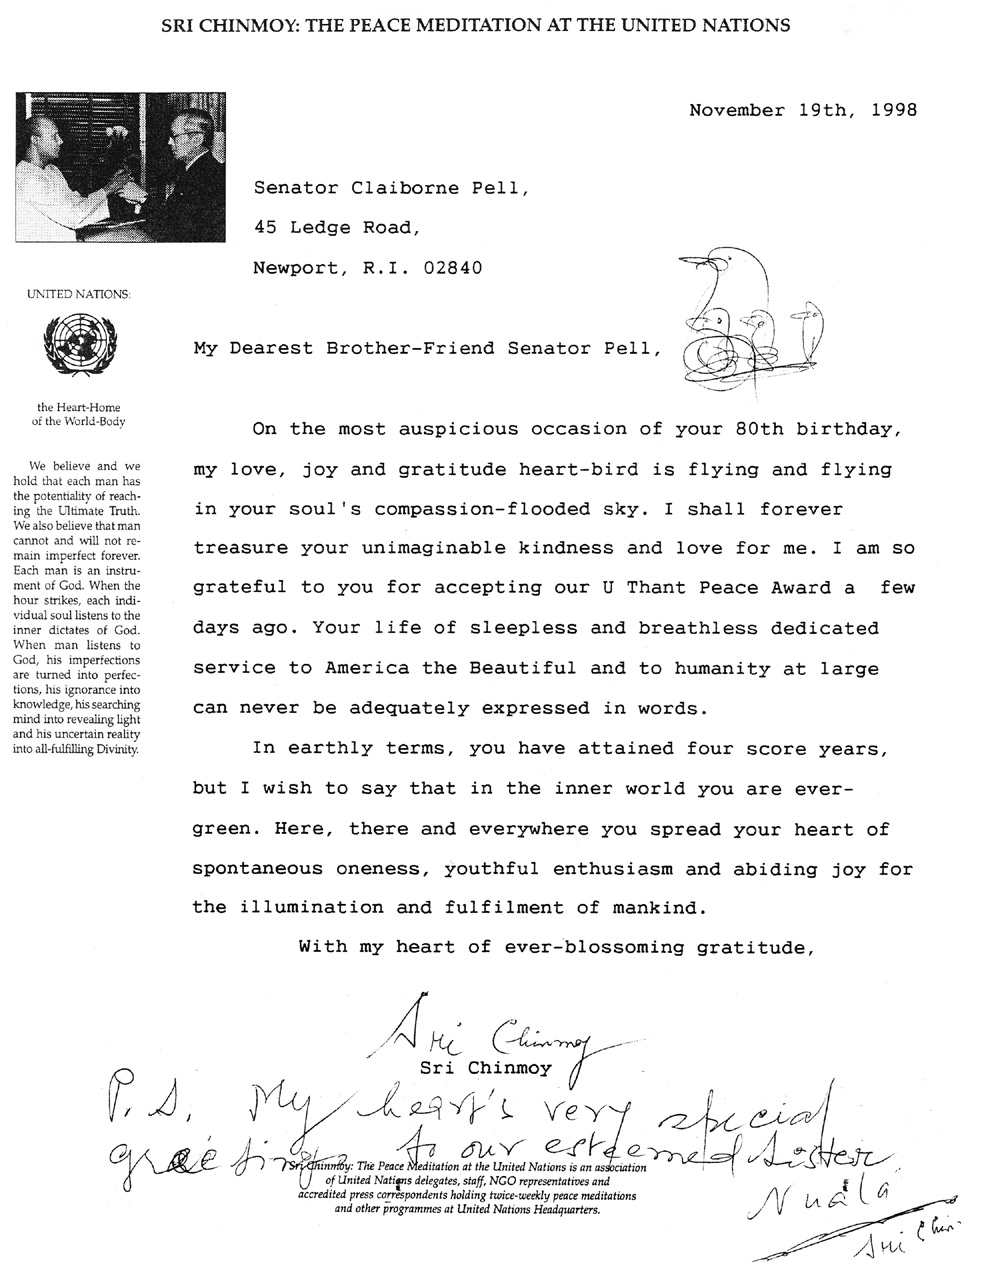 SRI CHINMOY: THE PEACE MEDITATION AT THE UNITED NATIONS
November 19th, 1998
Senator Claiborne Pell,
45 Ledge Road,
Newport, R.I. 02840
UNITED NATIONS:
the Heart-Home
of the World-Body
We believe and we
hold that each man has
the potentiality of reach-
ing the Ultimate Truth.
We also believe that man
cannot and will not re-
main imperfect forever.
Each man is an instru-
ment of God. When the
hour strikes, each indi-
vidual soul listens to the
inner dictates of God.
When man listens to
God, his imperfections
are turned into perfec-
tions, his ignorance into
knowledge, his searching
mind into revealing light
and his uncertain reality
into all-fulfilling Divinity.
My Dearest Brother-Friend Senator Pell,
On the most auspicious occasion of your 80th birthday,
my love, joy and gratitude heart-bird is flying and flying
in your soul's compassion-flooded sky. I shall forever
treasure your unimaginable kindness and love for me. I am so
grateful to you for accepting our U Thant Peace Award a few
days ago. Your life of sleepless and breathless dedicated
service to America the Beautiful and to humanity at large
can never be adequately expressed in words.
In earthly terms, you have attained four score years,
but I wish to say that in the inner world you are ever-
green. Here, there and everywhere you spread your heart of
spontaneous oneness, youthful enthusiasm and abiding joy for
the illumination and fulfilment of mankind.
With my heart of ever-blossoming gratitude,
Sri Chinmoy
Sri Chinmoy
P.S. My heart's very special
greetings to our esteemed sister
Nuala
Sri Chin
Sri Chinmoy: The Peace Meditation at the United Nations is an association
of United Nations delegates, staff, NGO representatives and
accredited press correspondents holding twice-weekly peace meditations
and other programmes at United Nations Headquarters.